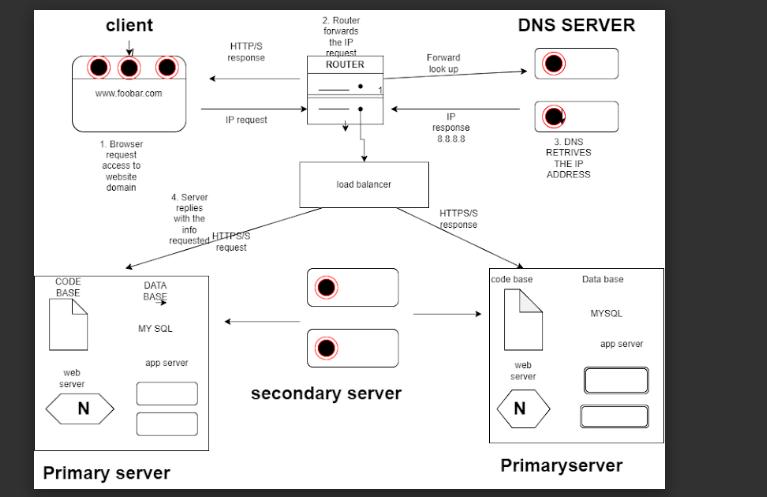 client
2. Router
forwards
the IP
request
DNS SERVER
HTTP/S
response
ROUTER
Forward
look up
www.foobar.com
1
IP request
IP
response
8.8.8.8
1. Browser
request
access to
website
domain
3. DNS
RETRIVES
THE IP
ADDRESS
load balancer
4. Server
replies
with the
info
requested
HTTPS/S
request
HTTPS/S
response
CODE
BASE
DATA
BASE
MY SQL
app server
web
server
N
Primary server
secondary server
code base
Data base
MYSQL
app server
web
server
N
Primaryserver